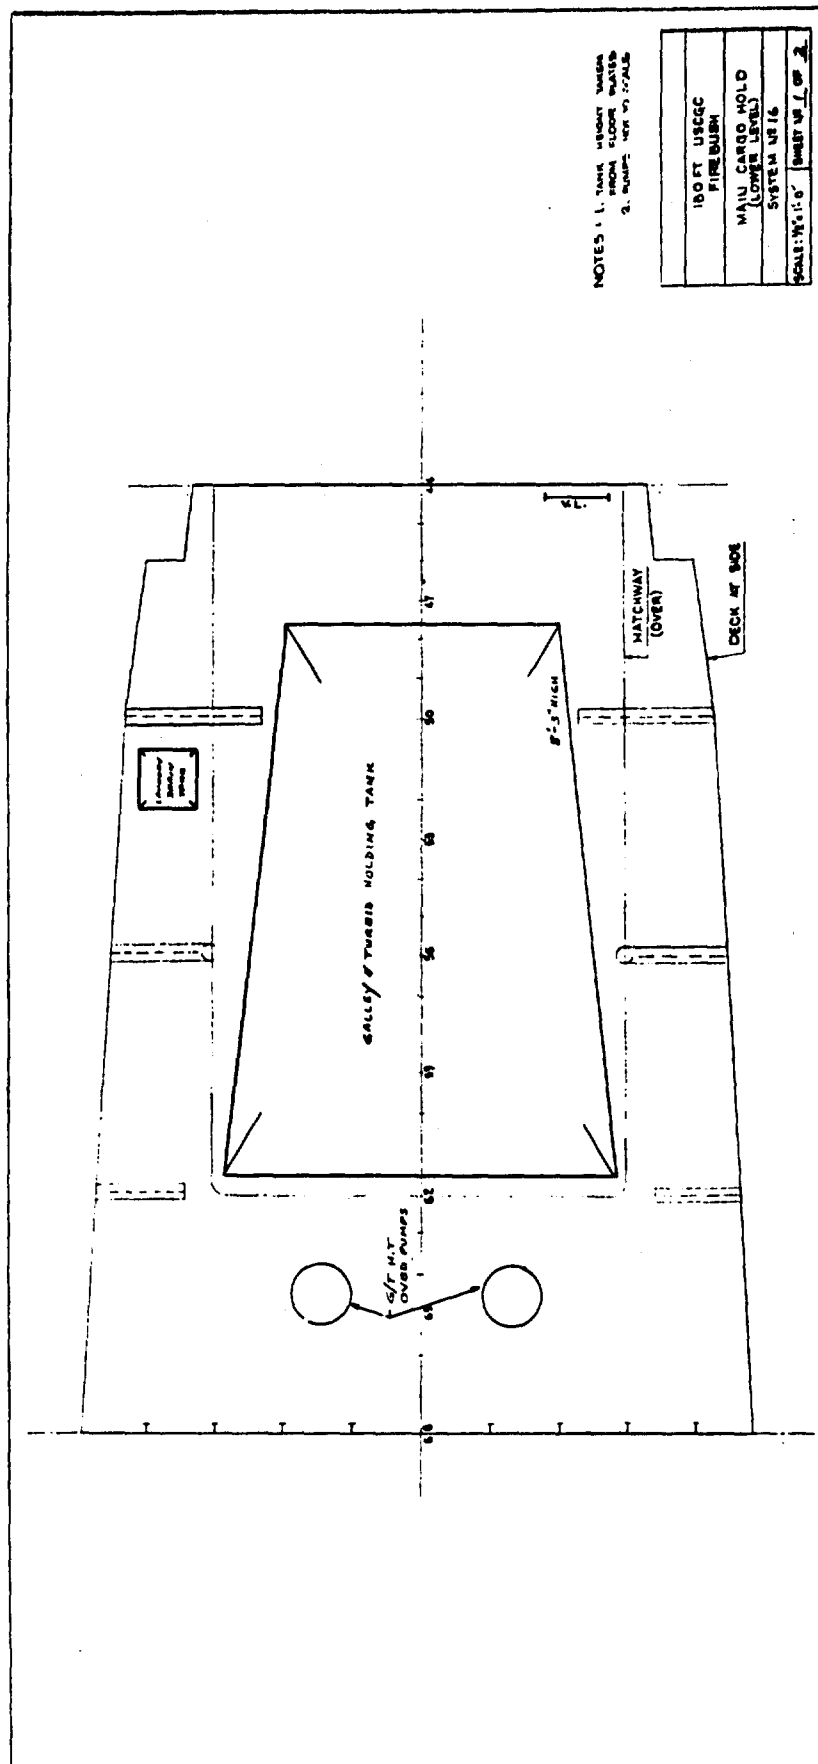 NOTES: 1. TANK HEIGHT TAKEN
FROM FLOOR PLATES
2. PUMPS NOT TO SCALE
180 FT USCGC
FIREBUSH
MAIN CARGO HOLD
(LOWER LEVEL)
SYSTEM Nº 16
SCALE: ½"=1'-0"
SHEET Nº 1 OF 2
44
47
50
53
56
59
62
65
68
V.L.
HATCHWAY
(OVER)
DECK AT SIDE
8'-3" HIGH
GALLEY & TURBID HOLDING TANK
LAUNDRY
DRAIN
G/T H.T
OVBD PUMPS